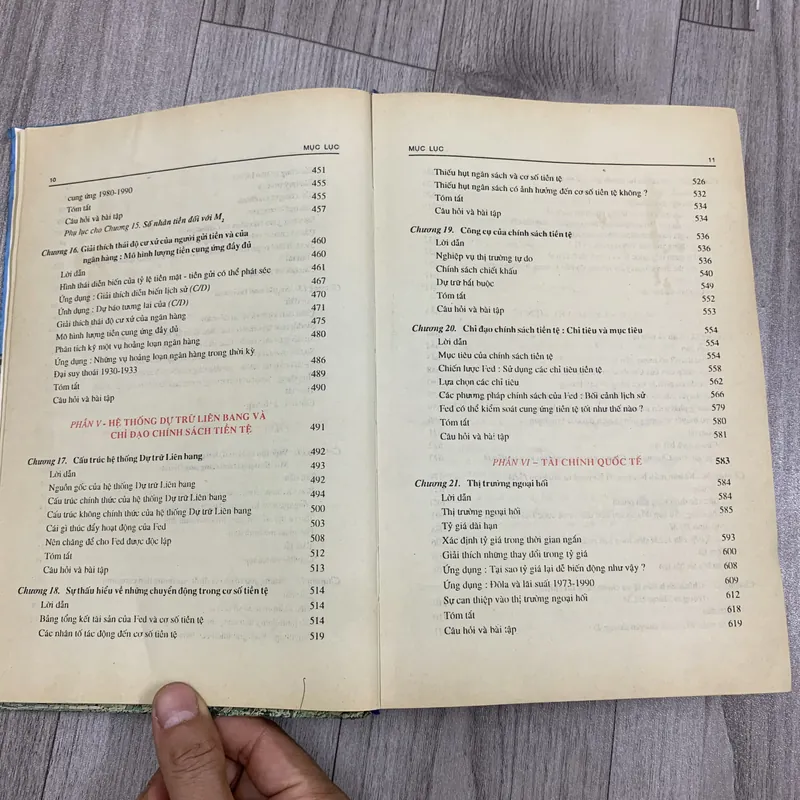 10 MỤC LỤC
cung ứng 1980-1990 451
Tóm tắt 455
Câu hỏi và bài tập 455
Phụ lục cho Chương 15. Số nhân tiền đối với M2 457
Chương 16. Giải thích thái độ cư xử của người gửi tiền và của
ngân hàng : Mô hình lượng tiền cung ứng đầy đủ 460
Lời dẫn 460
Hình thái diễn biến của tỷ lệ tiền mặt - tiền gửi có thể phát séc 461
Ứng dụng : Giải thích diễn biến lịch sử (C/D) 467
Ứnh dụng : Dự báo tương lai của (C/D) 470
Giải thích thái độ cư xử của ngân hàng 471
Mô hình lượng tiền cung ứng đầy đủ 475
Phân tích kỹ một vụ hoảng loạn ngân hàng 480
Ứng dụng : Những vụ hoảng loạn ngân hàng trong thời kỳ
Đại suy thoái 1930-1933 486
Tóm tắt 489
Câu hỏi và bài tập 490
PHẦN V - HỆ THỐNG DỰ TRỮ LIÊN BANG VÀ
CHỈ ĐẠO CHÍNH SÁCH TIỀN TỆ 491
Chương 17. Cấu trúc hệ thống Dự trữ Liên bang 492
Lời dẫn 493
Nguồn gốc của hệ thống Dự trữ Liên bang 492
Cấu trúc chính thức của hệ thống Dự trữ Liên bang 494
Cấu trúc không chính thức của hệ thống Dự trữ Liên bang 500
Cái gì thúc đẩy hoạt động của Fed 503
Nên chăng để cho Fed được độc lập 508
Tóm tắt 512
Câu hỏi và bài tập 513
Chương 18. Sự thấu hiểu về những chuyển động trong cơ số tiền tệ 514
Lời dẫn 514
Bảng tổng kết tài sản của Fed và cơ số tiền tệ 514
Các nhân tố tác động đến cơ số tiền tệ 519
MỤC LỤC 11
Thiếu hụt ngân sách và cơ số tiền tệ 526
Thiếu hụt ngân sách có ảnh hưởng đến cơ số tiền tệ không ? 532
Tóm tắt 534
Câu hỏi và bài tập 534
Chương 19. Công cụ của chính sách tiền tệ 536
Lời dẫn 536
Nghiệp vụ thị trường tự do 536
Chính sách chiết khấu 540
Dự trữ bắt buộc 549
Tóm tắt 552
Câu hỏi và bài tập 553
Chương 20. Chỉ đạo chính sách tiền tệ : Chỉ tiêu và mục tiêu 554
Lời dẫn 554
Mục tiêu của chính sách tiền tệ 554
Chiến lược Fed : Sử dụng các chỉ tiêu tiền tệ 558
Lựa chọn các chỉ tiêu 562
Các phương pháp chính sách của Fed : Bối cảnh lịch sử 566
Fed có thể kiểm soát cung ứng tiền tệ tốt như thế nào ? 579
Tóm tắt 580
Câu hỏi và bài tập 581
PHẦN VI – TÀI CHÍNH QUỐC TẾ 583
Chương 21. Thị trường ngoại hối 584
Lời dẫn 584
Thị trường ngoại hối 585
Tỷ giá dài hạn
Xác định tỷ giá trong thời gian ngắn 593
Giải thích những thay đổi trong tỷ giá 600
Ứng dụng : Tại sao tỷ giá lại dễ biến động như vậy ? 608
Ứng dụng : Đôla và lãi suất 1973-1990 609
Sự can thiệp vào thị trường ngoại hối 612
Tóm tắt 618
Câu hỏi và bài tập 619